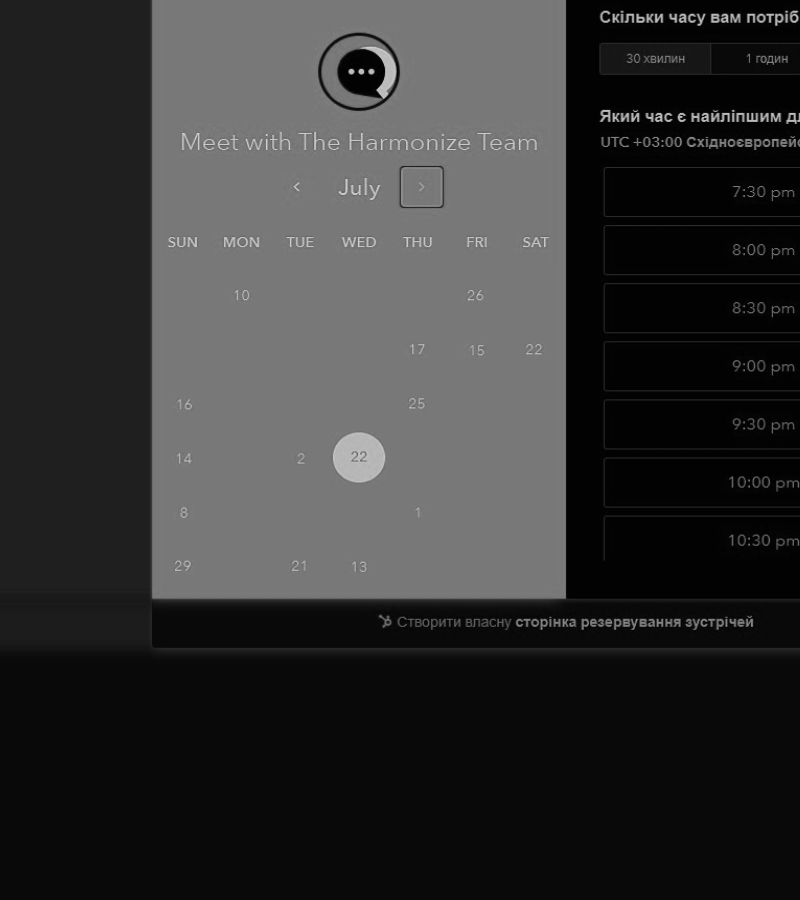 Meet with The Harmonize Team
July
SUN MON TUE WED THU FRI SAT
10 26
17 15 22
16 25
14 2 22
8 1
29 21 13
Скільки часу вам потріб
30 хвилин 1 годин
Який час є найліпшим д
UTC +03:00 Східноєвропей
7:30 pm
8:00 pm
8:30 pm
9:00 pm
9:30 pm
10:00 pm
10:30 pm
Створити власну сторінка резервування зустрічей